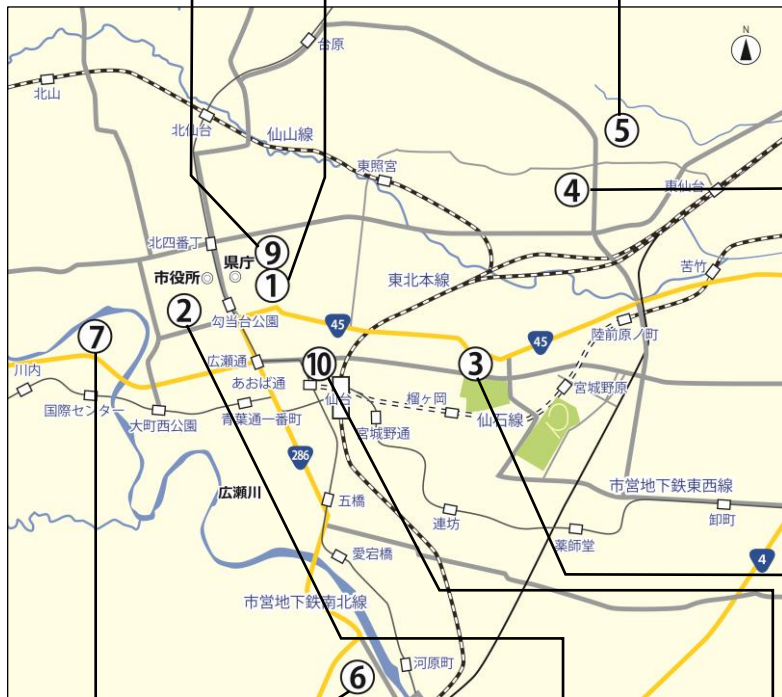 N
台原
北山
北仙台
仙山線
⑤
東照宮
④
東仙台
北四番丁
⑨
県庁
市役所
①
東北本線
苦竹
②
勾当台公園
45
陸前原ノ町
⑦
広瀬通
⑩
③
45
川内
あおば通
国際センター
仙台
榴ヶ岡
宮城野原
大町西公園
青葉通一番町
宮城野通
仙石線
286
広瀬川
五橋
連坊
市営地下鉄東西線
卸町
薬師堂
愛宕橋
4
市営地下鉄南北線
河原町
⑥